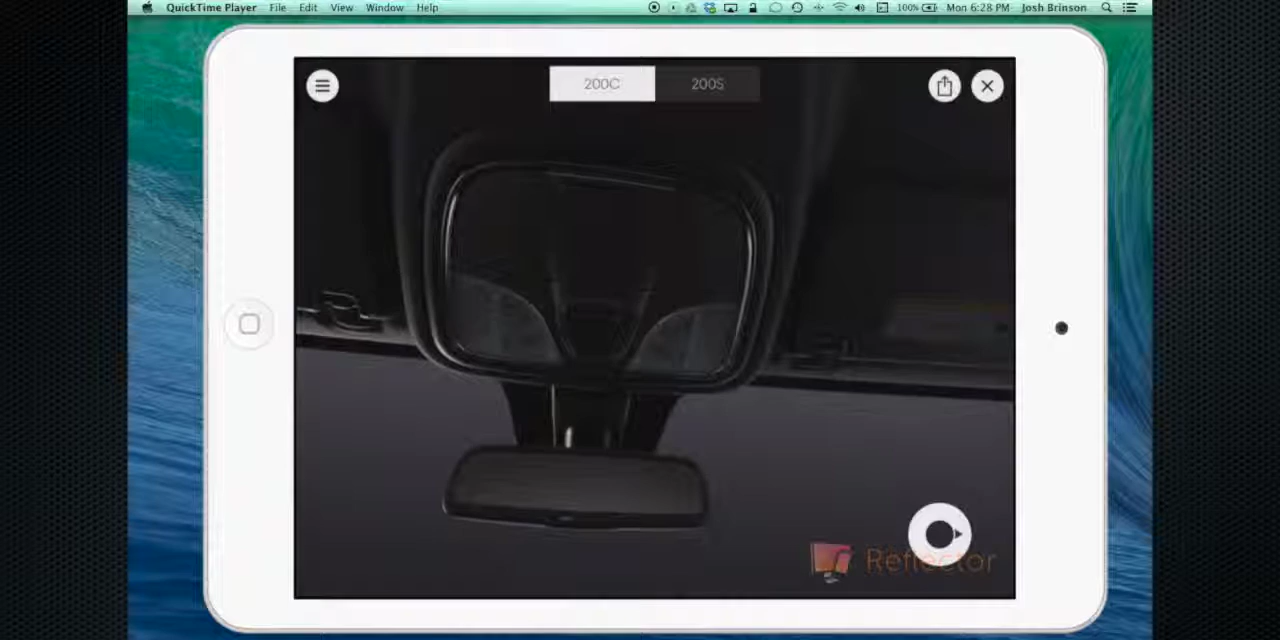 QuickTime Player File Edit View Window Help 100% Mon 6:28 PM Josh Brinson
200C 200S
Reflector